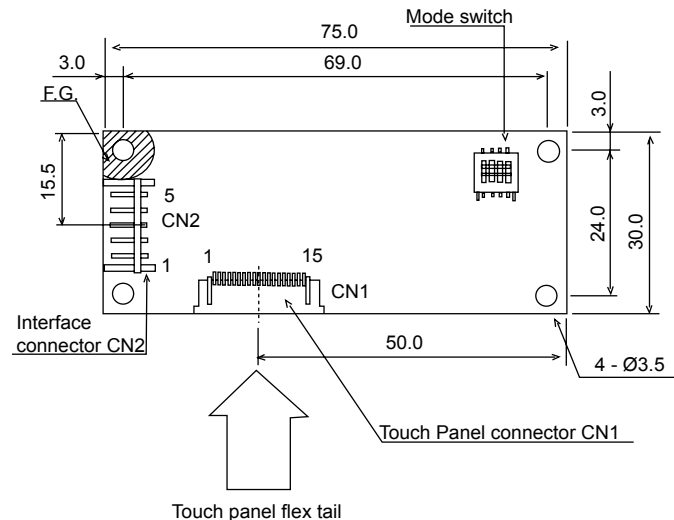 Mode switch
75.0
3.0
69.0
F.G.
3.0
15.5
5
CN2
24.0
30.0
1
1
15
CN1
Interface
connector CN2
50.0
4 - Ø3.5
Touch Panel connector CN1
Touch panel flex tail